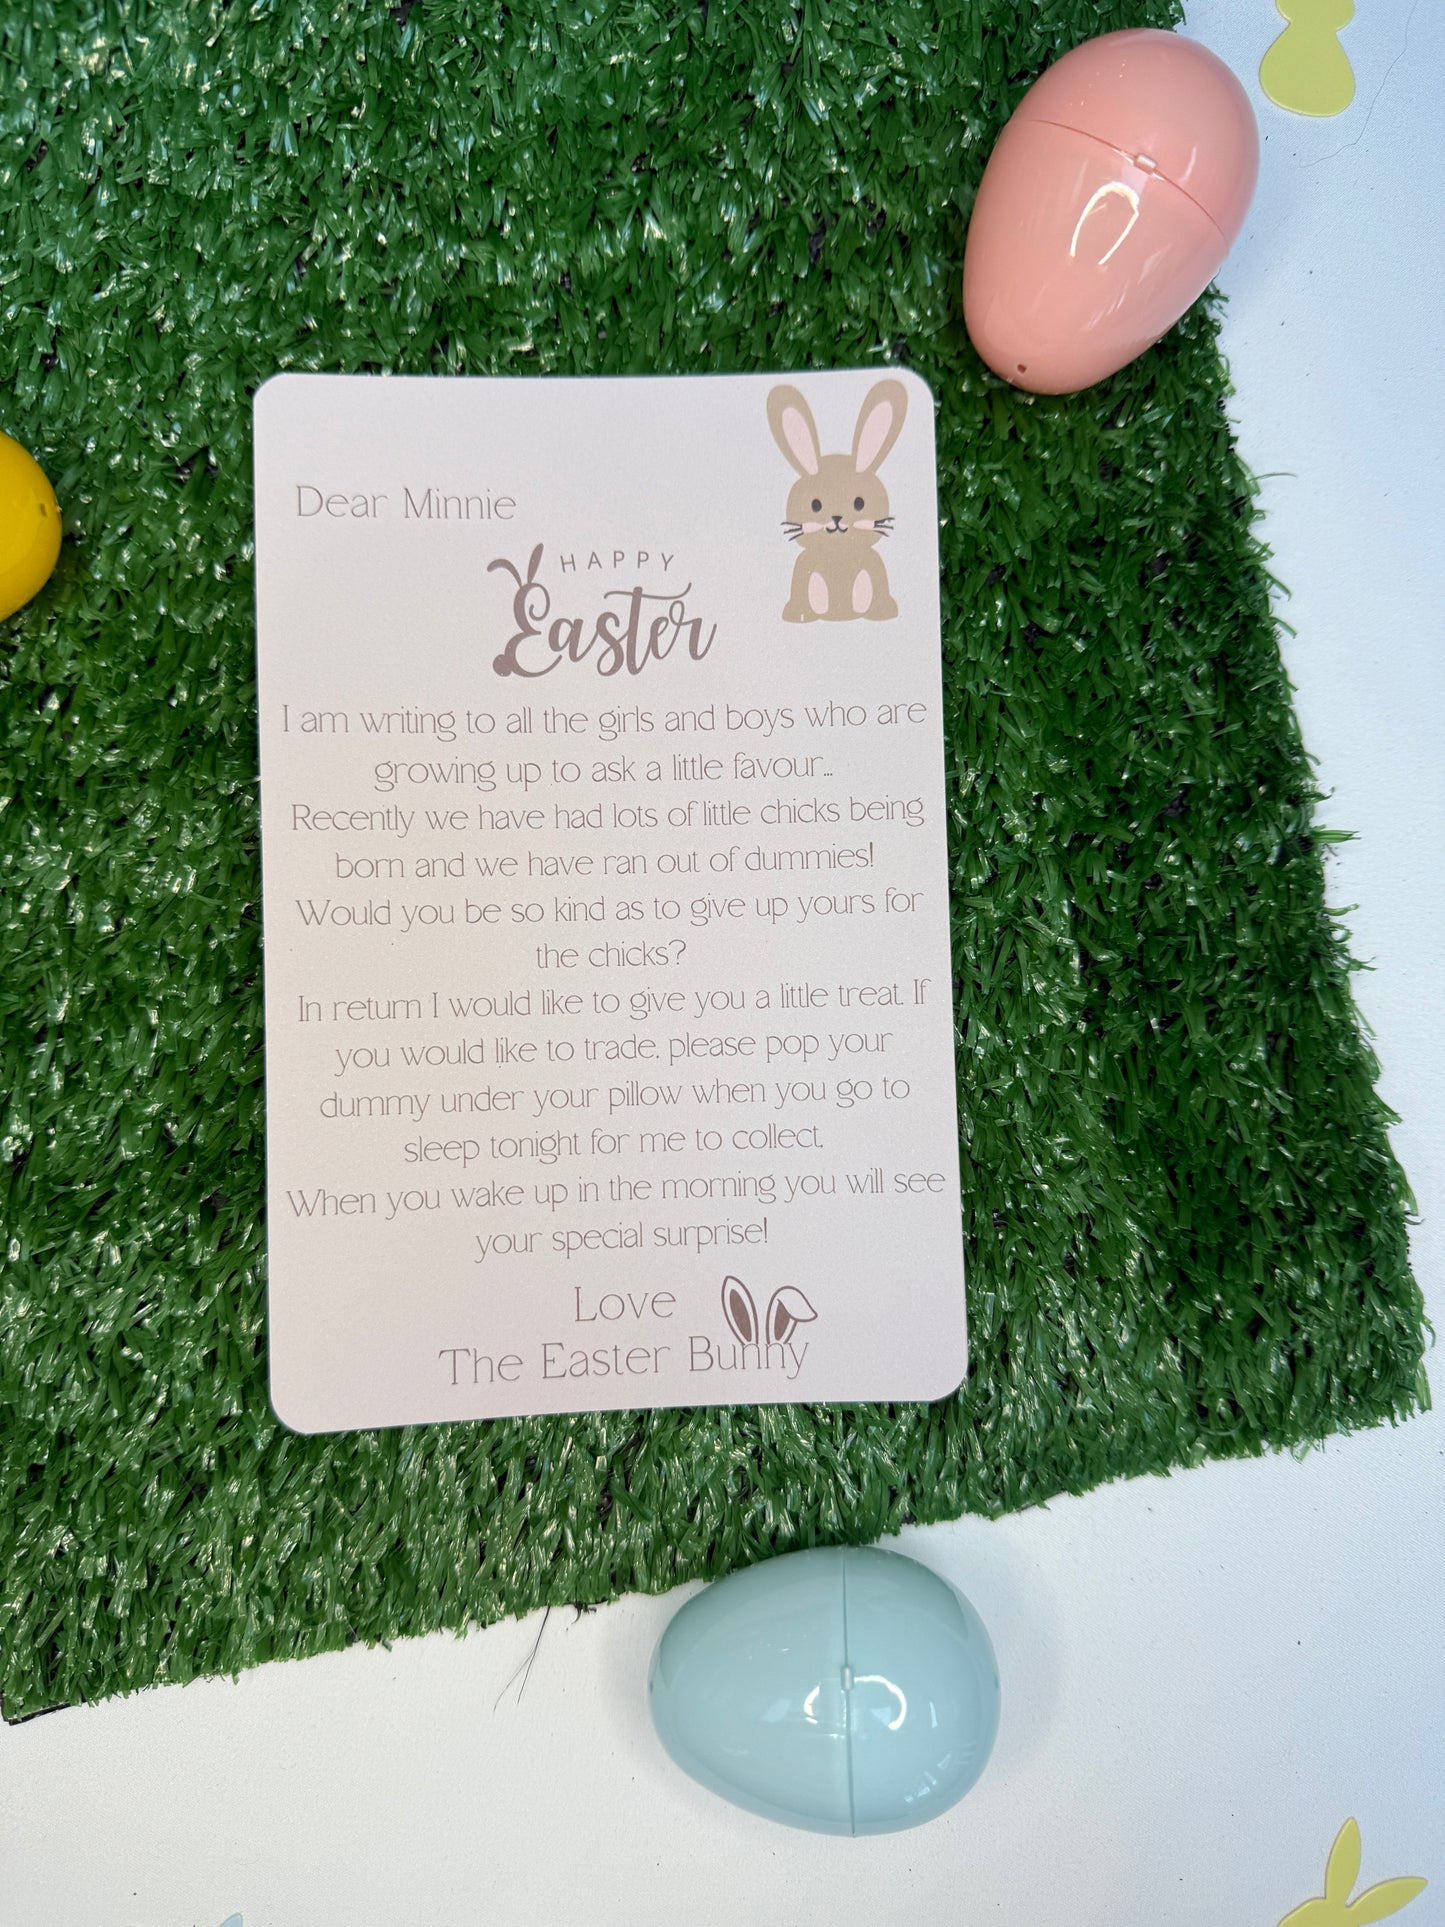 Dear Minnie
HAPPY
Easter
I am writing to all the girls and boys who are
growing up to ask a little favour...
Recently we have had lots of little chicks being
born and we have ran out of dummies!
Would you be so kind as to give up yours for
the chicks?
In return I would like to give you a little treat. If
you would like to trade, please pop your
dummy under your pillow when you go to
sleep tonight for me to collect.
When you wake up in the morning you will see
your special surprise!
Love
The Easter Bunny